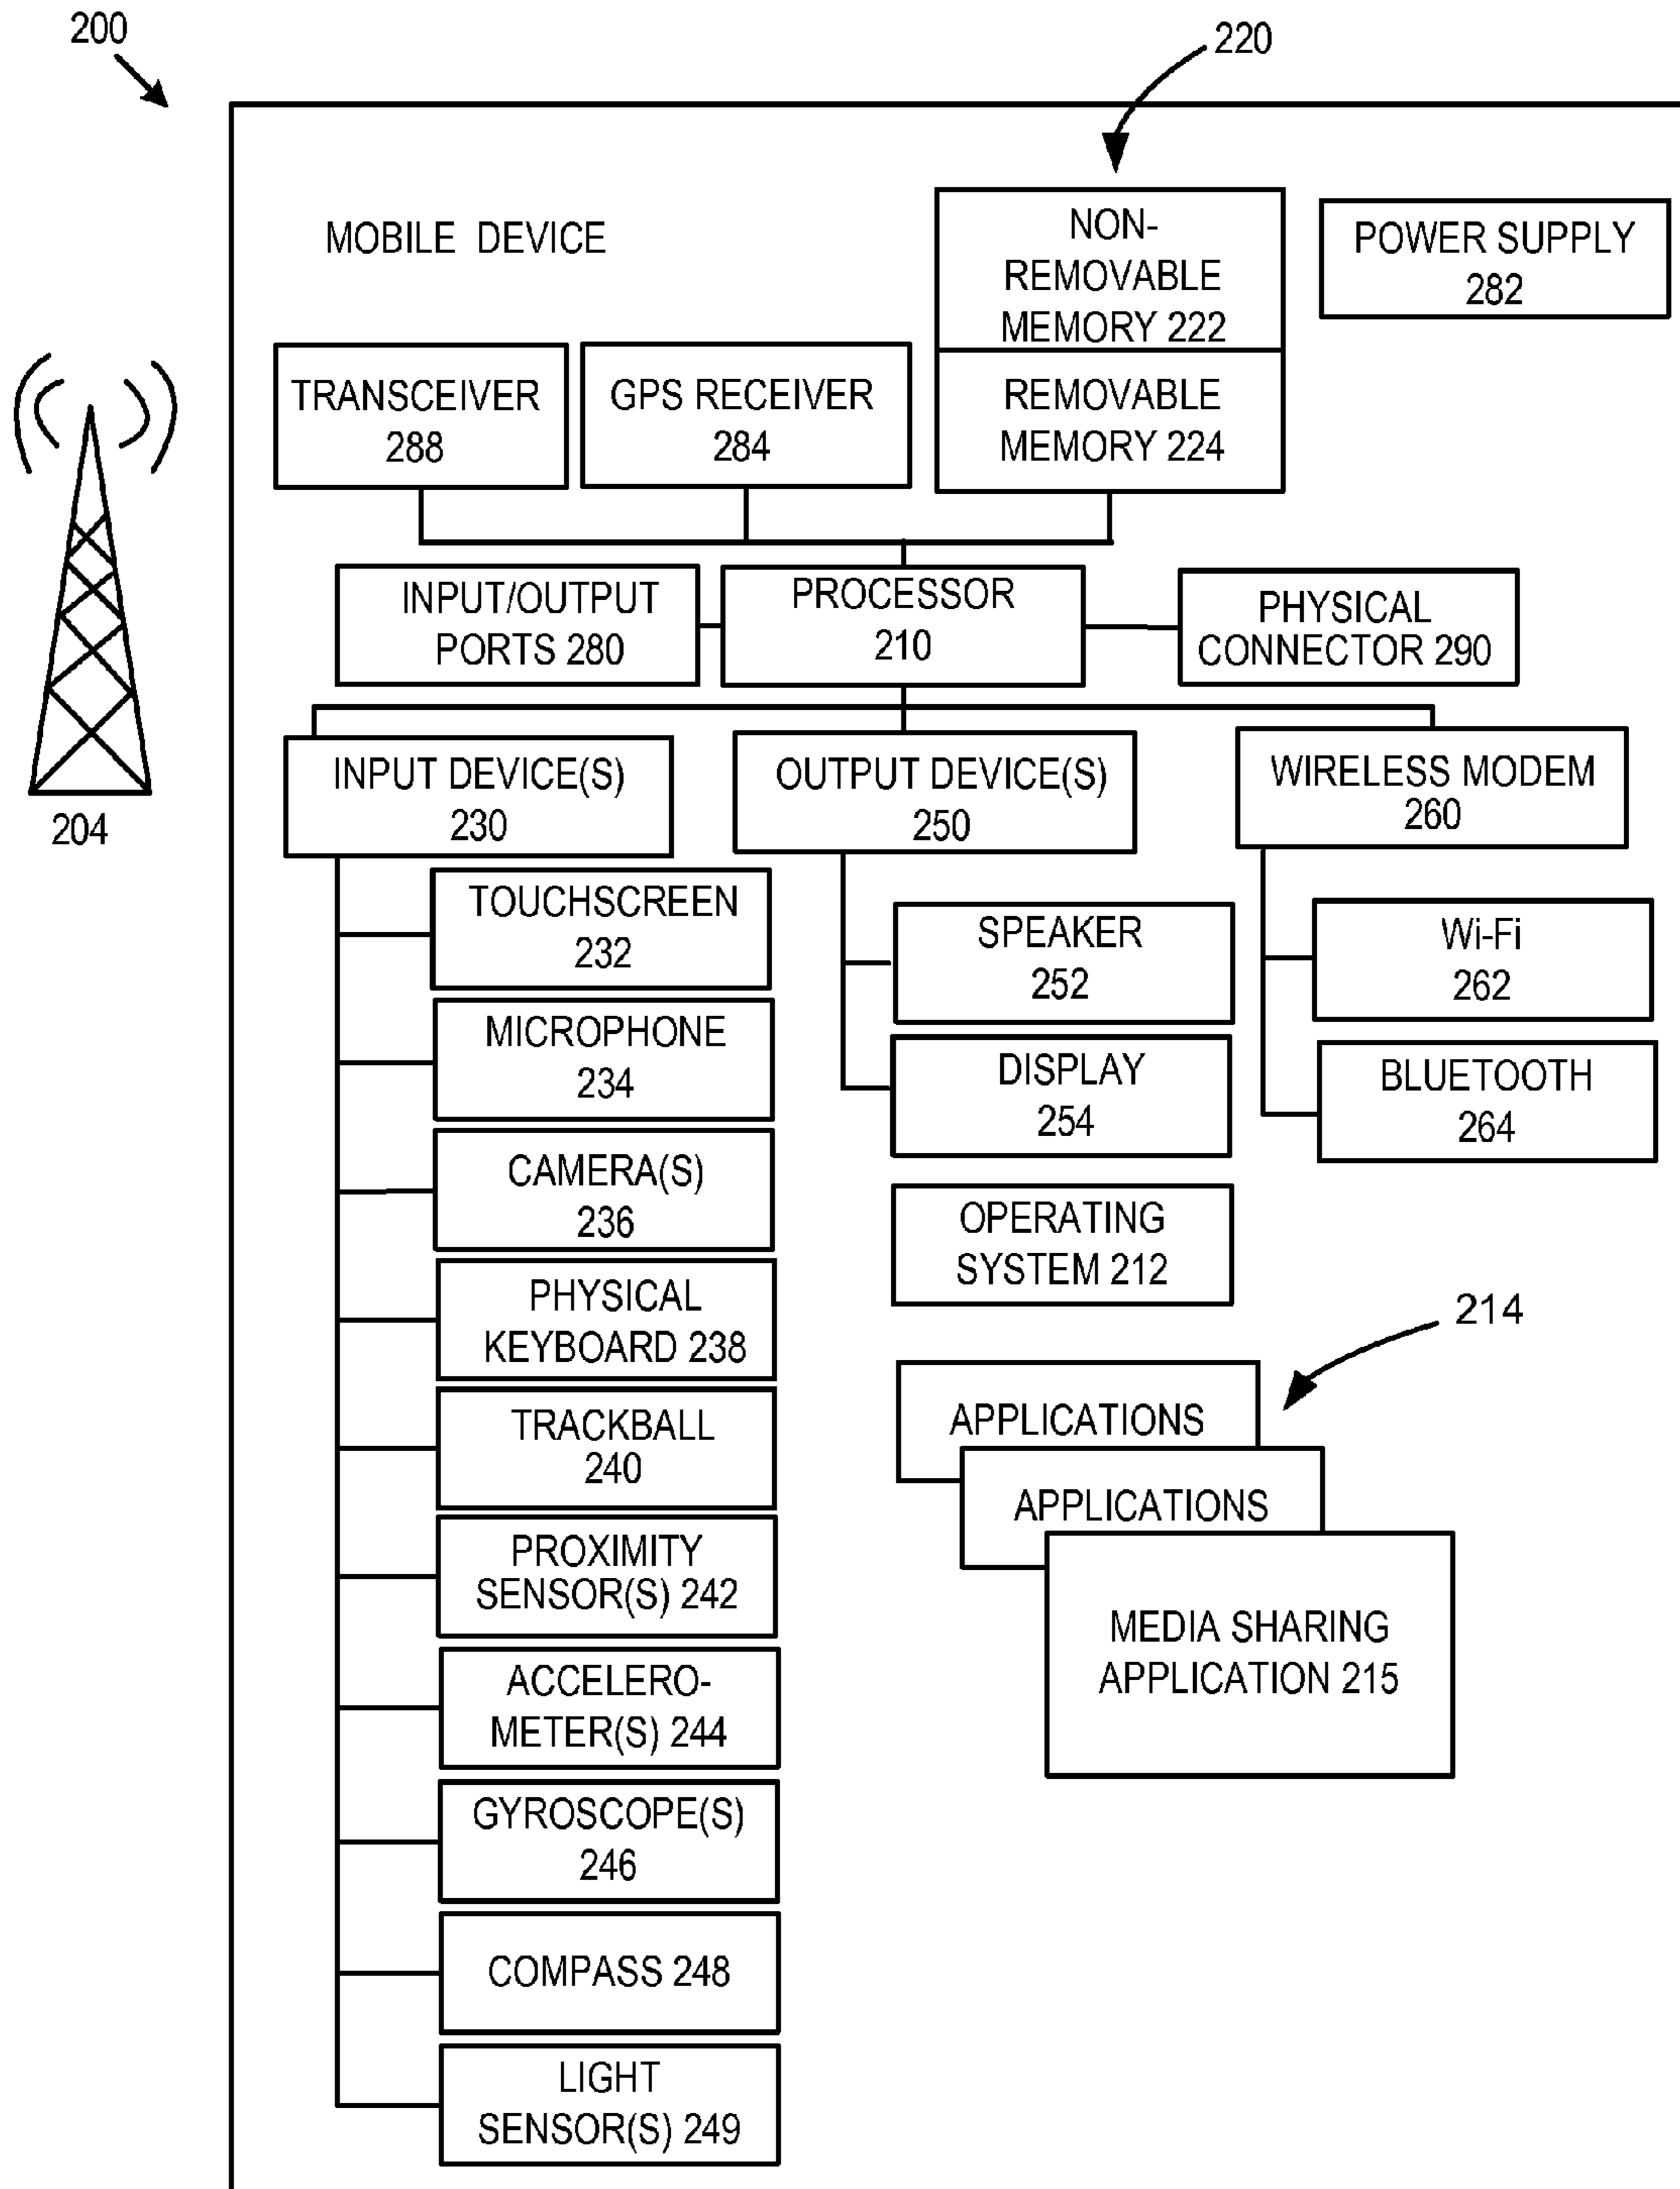 200
220
MOBILE DEVICE
NON-
REMOVABLE
MEMORY 222
POWER SUPPLY
282
TRANSCEIVER
288
GPS RECEIVER
284
REMOVABLE
MEMORY 224
INPUT/OUTPUT
PORTS 280
PROCESSOR
210
PHYSICAL
CONNECTOR 290
204
INPUT DEVICE(S)
230
OUTPUT DEVICE(S)
250
WIRELESS MODEM
260
TOUCHSCREEN
232
MICROPHONE
234
CAMERA(S)
236
PHYSICAL
KEYBOARD 238
TRACKBALL
240
PROXIMITY
SENSOR(S) 242
ACCELERO-
METER(S) 244
GYROSCOPE(S)
246
COMPASS 248
LIGHT
SENSOR(S) 249
SPEAKER
252
DISPLAY
254
Wi-Fi
262
BLUETOOTH
264
OPERATING
SYSTEM 212
214
APPLICATIONS
APPLICATIONS
MEDIA SHARING
APPLICATION 215